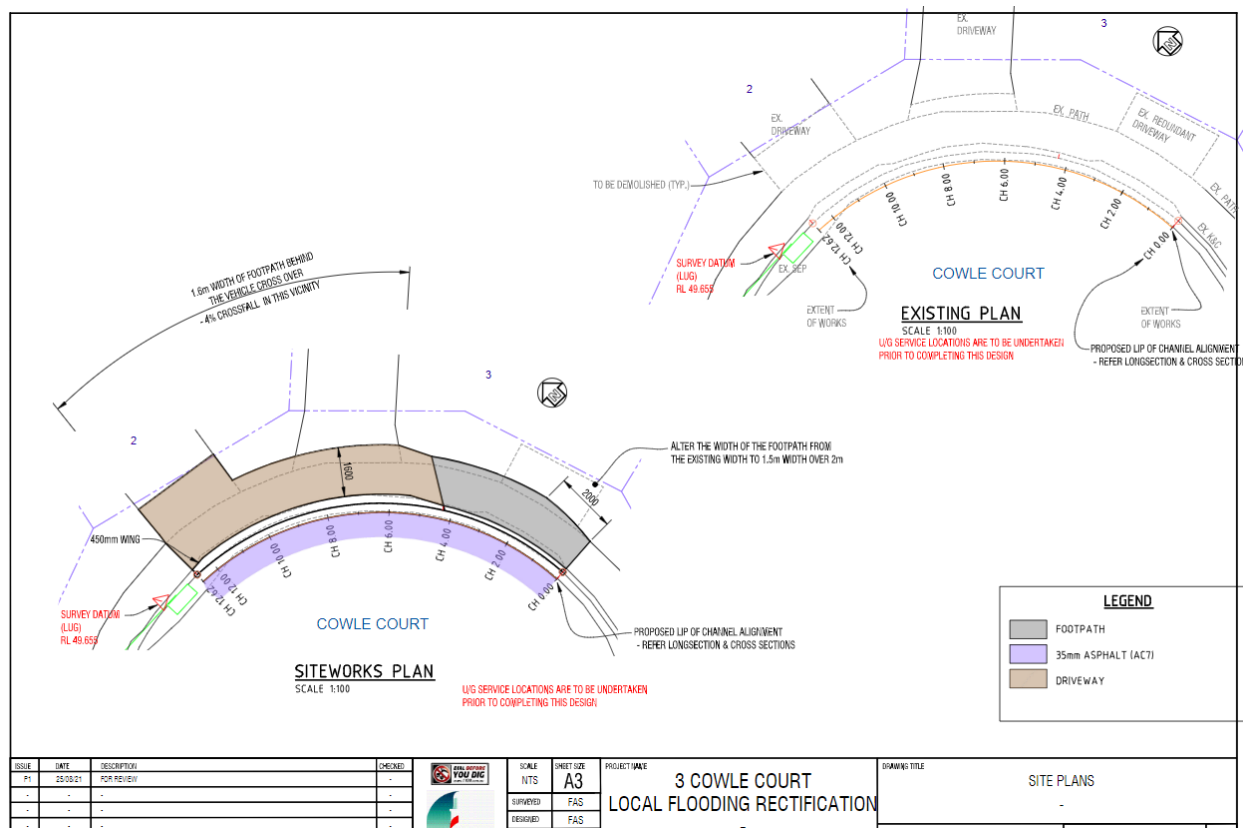 EX.
DRIVEWAY
3
N
2
EX.
DRIVEWAY
EX. PATH
EX. REDUNDANT
DRIVEWAY
TO BE DEMOLISHED (TYP.)
EX. PATH
EX. K&C
CH 12.62
CH 12.00
CH 10.00
CH 8.00
CH 6.00
CH 4.00
CH 2.00
CH 0.00
SURVEY DATUM
(LUG)
RL 49.655
EX. SEP
COWLE COURT
EXTENT
OF WORKS
EXISTING PLAN
SCALE 1:100
U/G SERVICE LOCATIONS ARE TO BE UNDERTAKEN
PRIOR TO COMPLETING THIS DESIGN
EXTENT
OF WORKS
PROPOSED LIP OF CHANNEL ALIGNMENT
- REFER LONGSECTION & CROSS SECTIO
1.6m WIDTH OF FOOTPATH BEHIND
THE VEHICLE CROSS OVER
- 4% CROSSFALL IN THIS VICINITY
3
N
2
ALTER THE WIDTH OF THE FOOTPATH FROM
THE EXISTING WIDTH TO 1.5m WIDTH OVER 2m
1600
2000
450mm WING
CH 12.62
CH 12.00
CH 10.00
CH 8.00
CH 6.00
CH 4.00
CH 2.00
CH 0.00
SURVEY DATUM
(LUG)
RL 49.655
COWLE COURT
PROPOSED LIP OF CHANNEL ALIGNMENT
- REFER LONGSECTION & CROSS SECTIONS
SITEWORKS PLAN
SCALE 1:100
U/G SERVICE LOCATIONS ARE TO BE UNDERTAKEN
PRIOR TO COMPLETING THIS DESIGN
LEGEND
FOOTPATH
35mm ASPHALT (AC7)
DRIVEWAY
ISSUE DATE DESCRIPTION CHECKED
P1 25/08/21 FOR REVIEW -
- - - -
- - - -
- - - -
DIAL BEFORE
YOU DIG
SCALE
NTS
SHEET SIZE
A3
SURVEYED FAS
DESIGNED FAS
PROJECT NAME
3 COWLE COURT
LOCAL FLOODING RECTIFICATION
DRAWING TITLE
SITE PLANS
-